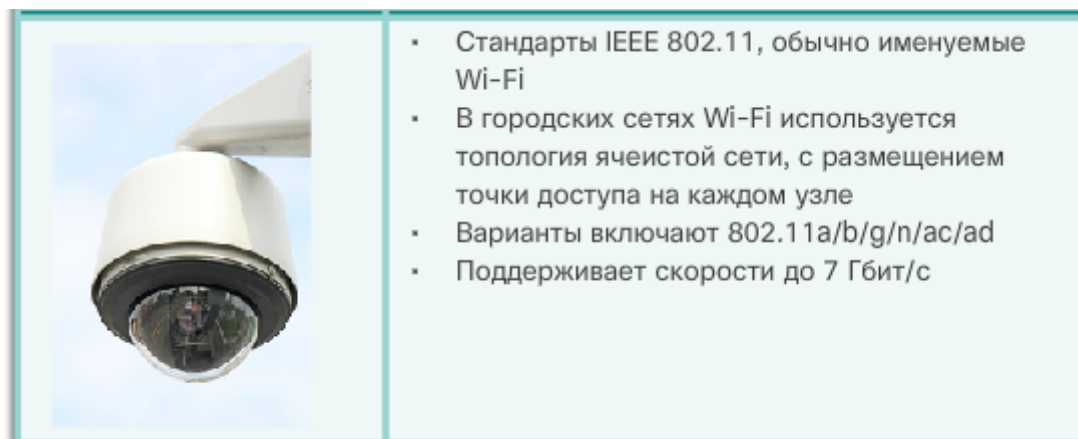 ▪ Стандарты IEEE 802.11, обычно именуемые
Wi-Fi
▪ В городских сетях Wi-Fi используется
топология ячеистой сети, с размещением
точки доступа на каждом узле
▪ Варианты включают 802.11a/b/g/n/ac/ad
▪ Поддерживает скорости до 7 Гбит/с